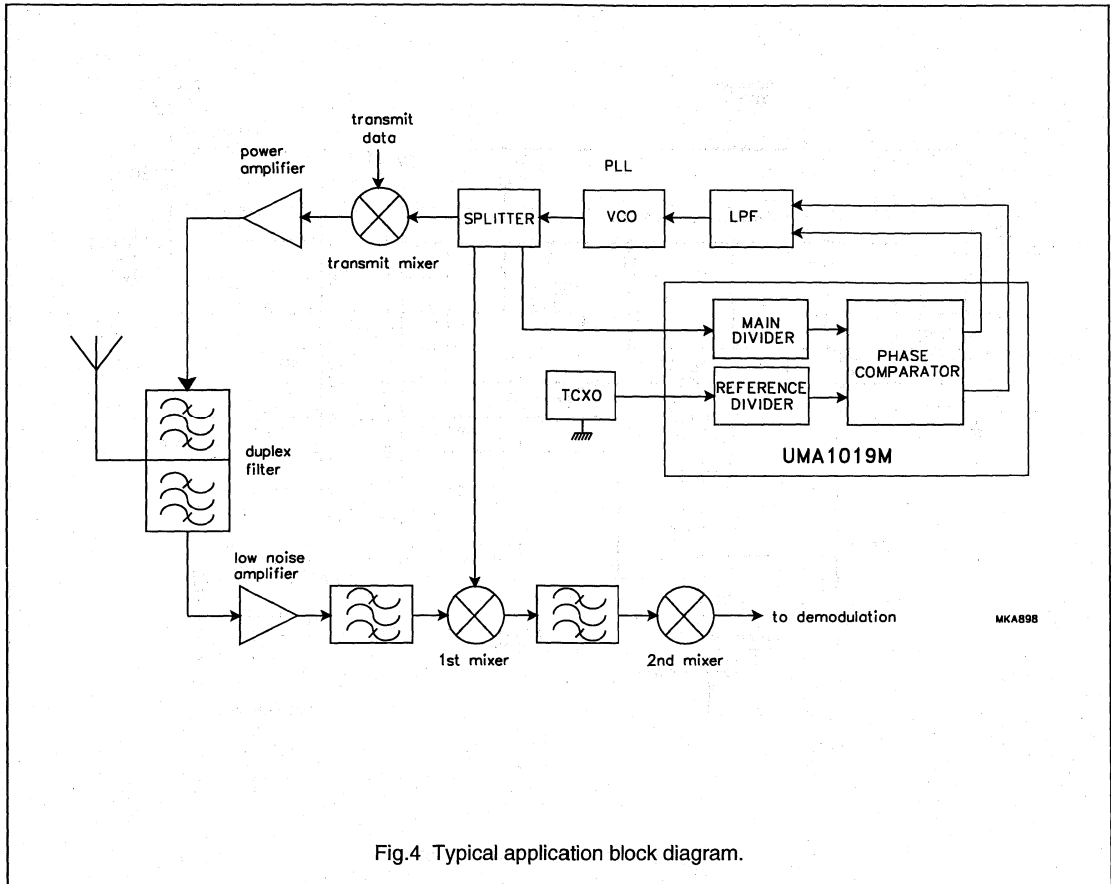 transmit
data
power
amplifier
PLL
SPLITTER
VCO
LPF
transmit mixer
MAIN
DIVIDER
PHASE
COMPARATOR
TCXO
REFERENCE
DIVIDER
UMA1019M
duplex
filter
low noise
amplifier
to demodulation
MKA898
1st mixer
2nd mixer
Fig.4 Typical application block diagram.